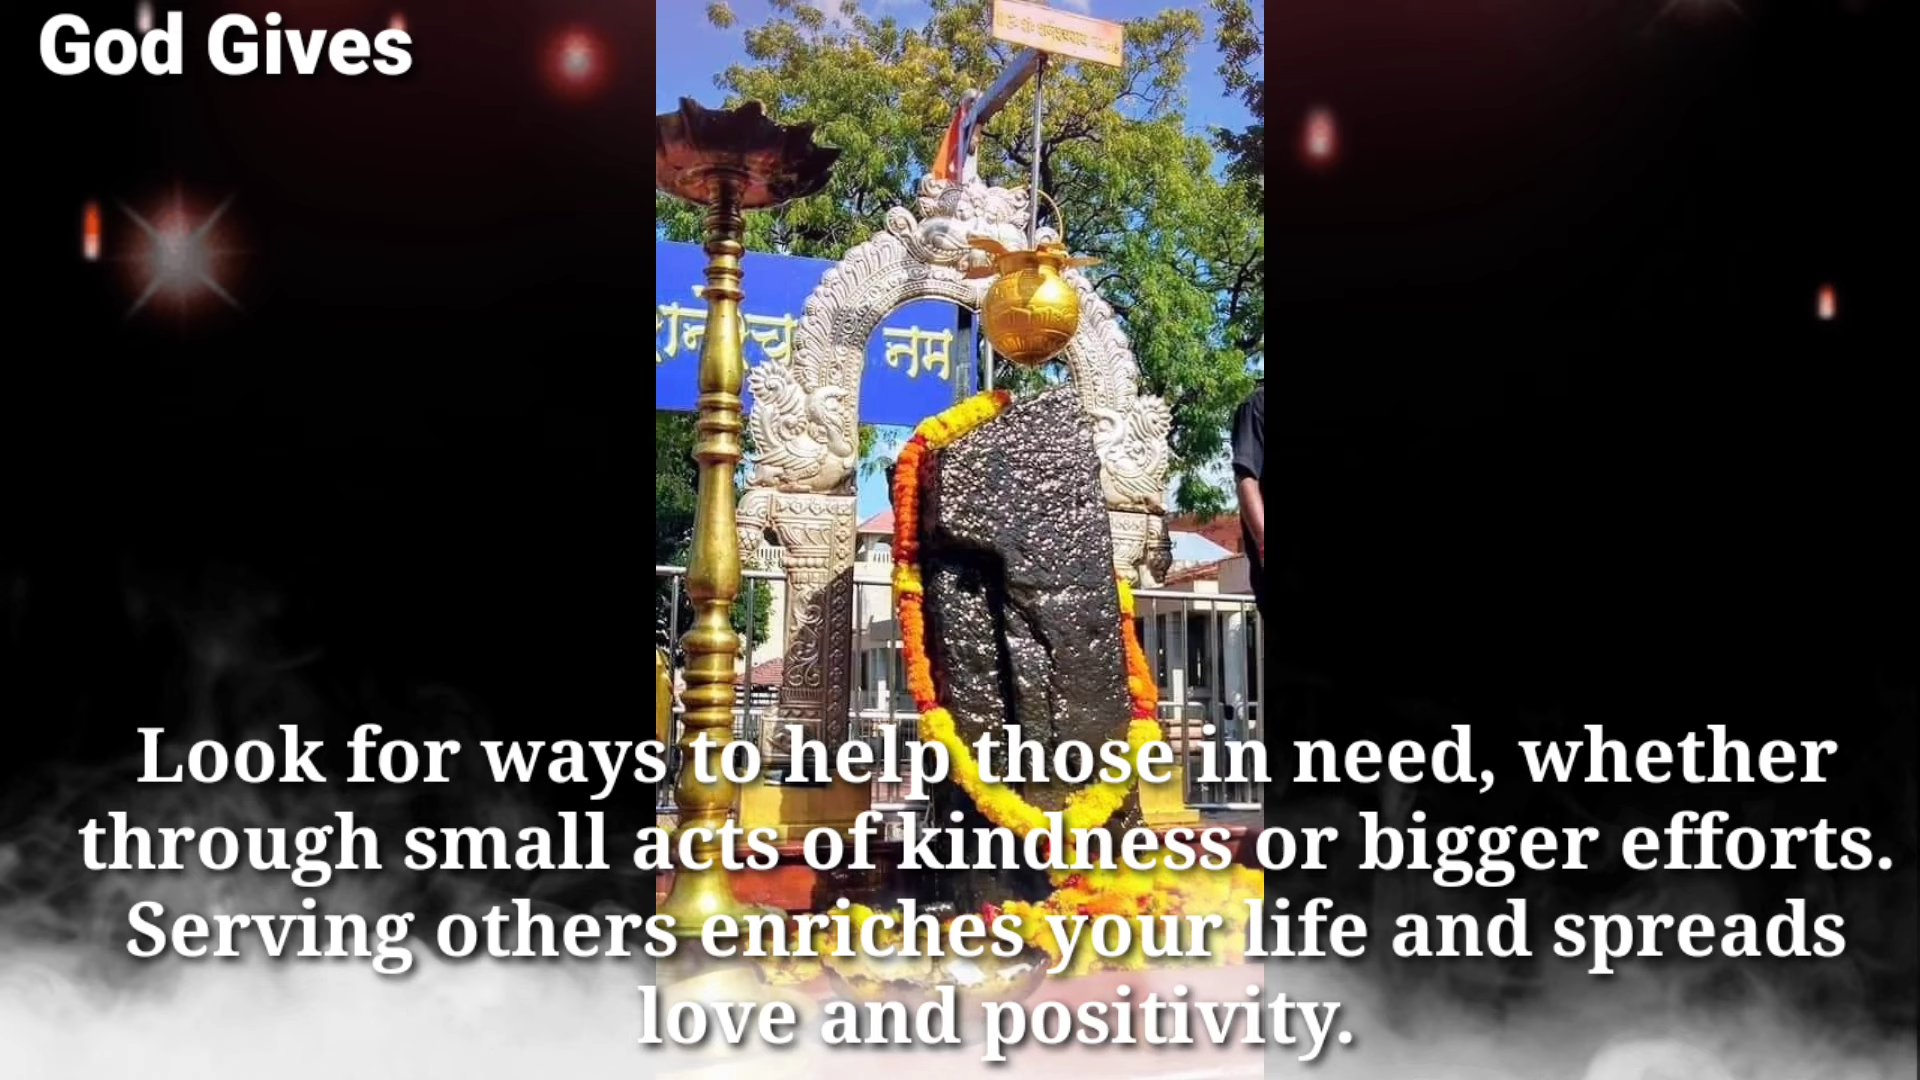 God Gives
नम
Look for ways to help those in need, whether
through small acts of kindness or bigger efforts.
Serving others enriches your life and spreads
love and positivity.